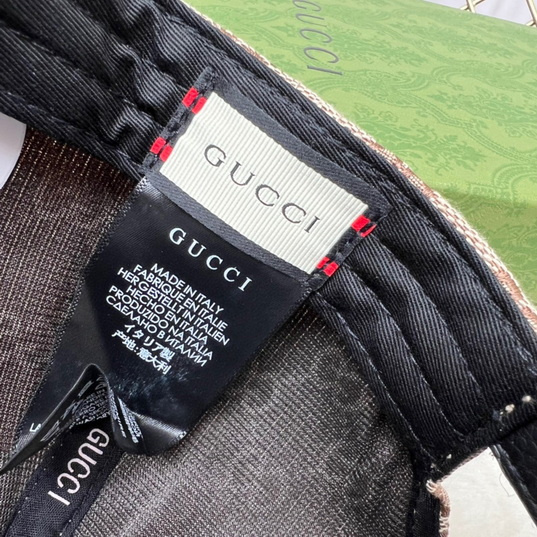 GUCCI
GUCCI
GUCCI
MADE IN ITALY
FABRIQUE EN ITALIE
HERGESTELLT IN ITALIEN
HECHO EN ITALIA
PRODUZIDO NA ITALIA
СДЕЛАНО В ИТАЛИИ
イタリア製
产地:意大利
GUCCI